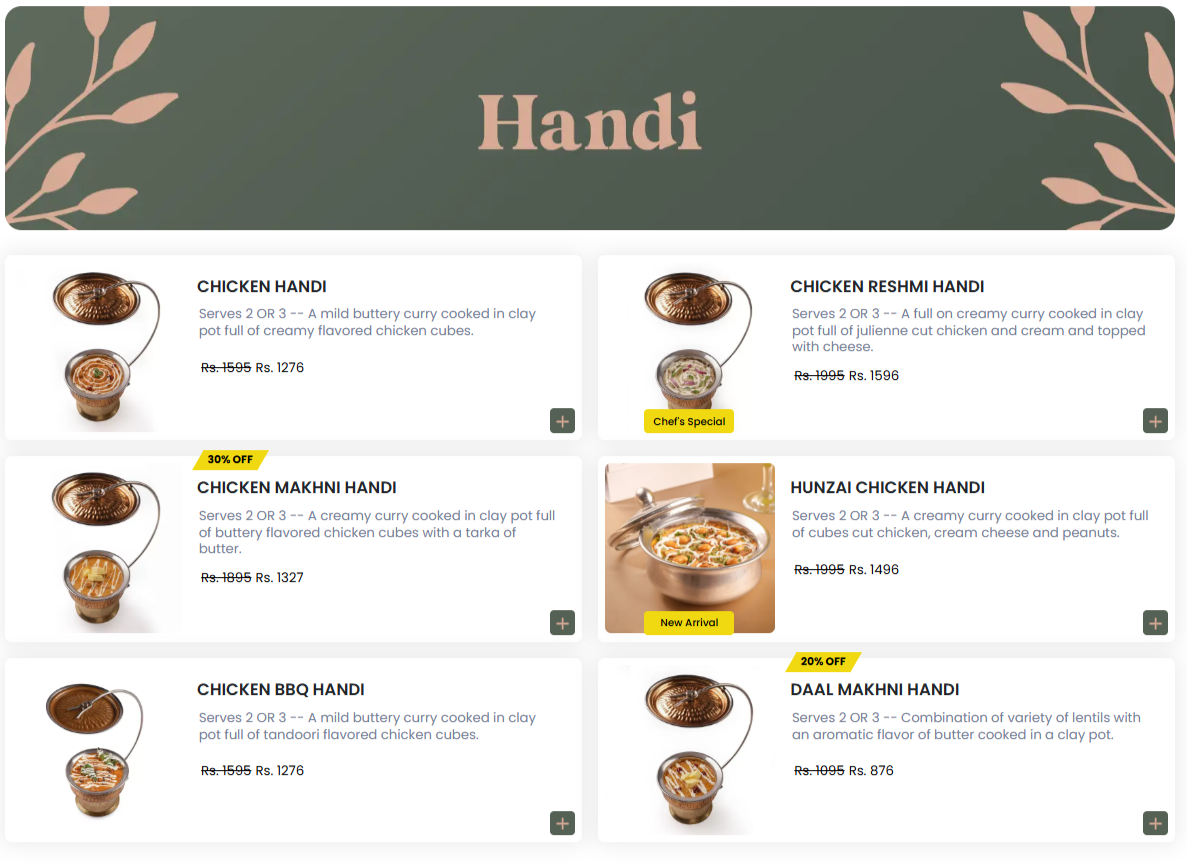 Handi
CHICKEN HANDI
Serves 2 OR 3 -- A mild buttery curry cooked in clay
pot full of creamy flavored chicken cubes.
Rs. 1595 Rs. 1276
CHICKEN RESHMI HANDI
Serves 2 OR 3 -- A full on creamy curry cooked in clay
pot full of julienne cut chicken and cream and topped
with cheese.
Rs. 1995 Rs. 1596
Chef's Special
30% OFF
CHICKEN MAKHNI HANDI
Serves 2 OR 3 -- A creamy curry cooked in clay pot full
of buttery flavored chicken cubes with a tarka of
butter.
Rs. 1895 Rs. 1327
HUNZAI CHICKEN HANDI
Serves 2 OR 3 -- A creamy curry cooked in clay pot full
of cubes cut chicken, cream cheese and peanuts.
Rs. 1995 Rs. 1496
New Arrival
CHICKEN BBQ HANDI
Serves 2 OR 3 -- A mild buttery curry cooked in clay
pot full of tandoori flavored chicken cubes.
Rs. 1595 Rs. 1276
20% OFF
DAAL MAKHNI HANDI
Serves 2 OR 3 -- Combination of variety of lentils with
an aromatic flavor of butter cooked in a clay pot.
Rs. 1095 Rs. 876